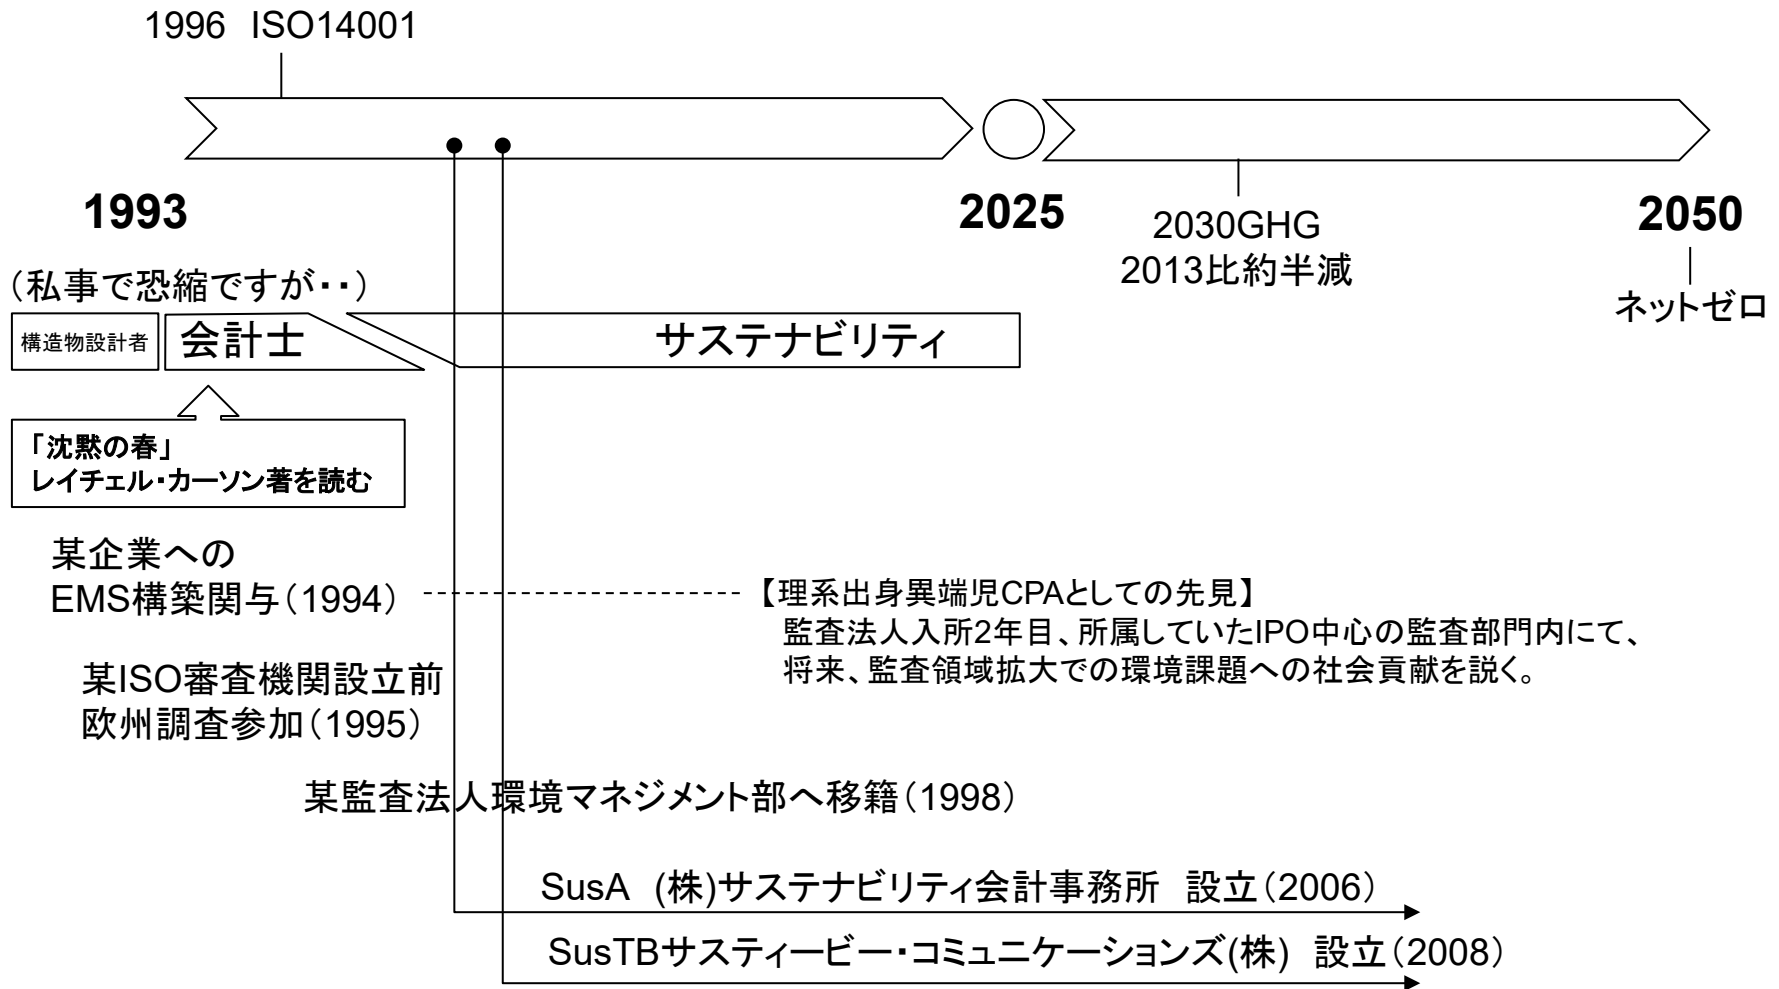 1996 ISO14001
1993
2025
2050
2030GHG
2013比約半減
ネットゼロ
（私事で恐縮ですが・・）
構造物設計者
会計士
サステナビリティ
「沈黙の春」
レイチェル・カーソン著を読む
某企業への
EMS構築関与（1994）
【理系出身異端児CPAとしての先見】
監査法人入所2年目、所属していたIPO中心の監査部門内にて、
将来、監査領域拡大での環境課題への社会貢献を説く。
某ISO審査機関設立前
欧州調査参加（1995）
某監査法人環境マネジメント部へ移籍（1998）
SusA (株)サステナビリティ会計事務所 設立（2006）
SusTBサスティービー・コミュニケーションズ(株) 設立（2008）